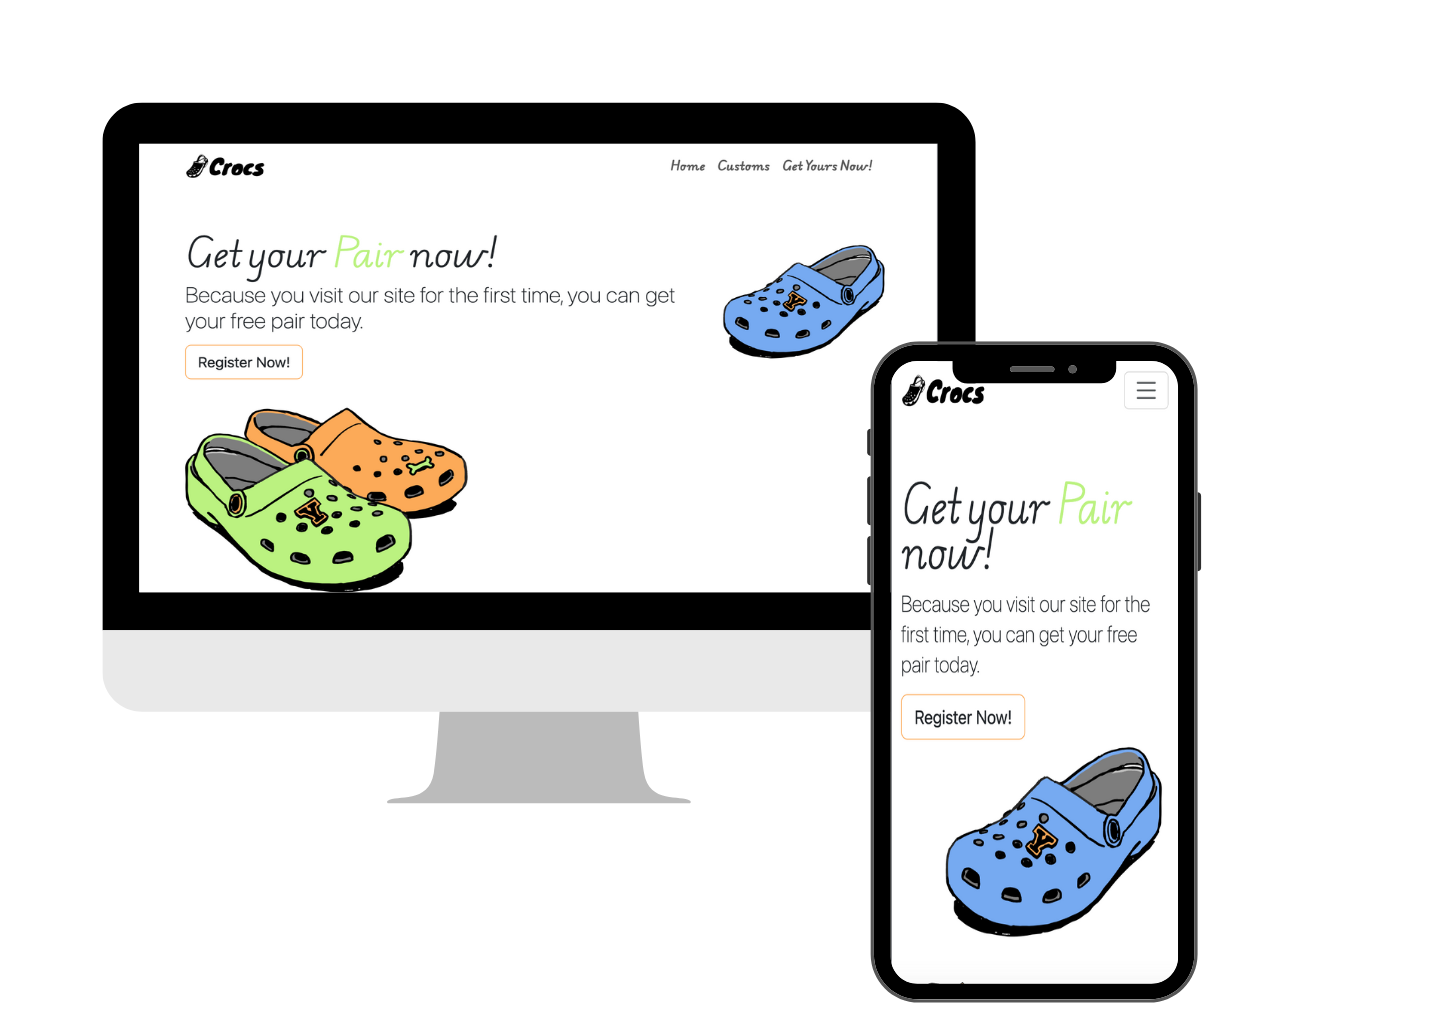 Crocs
Home Customs Get Yours Now!
Get your Pair now!
Because you visit our site for the first time, you can get
your free pair today.
Register Now!
Y
Y
Crocs
Get your Pair
now!
Because you visit our site for the
first time, you can get your free
pair today.
Register Now!
Y